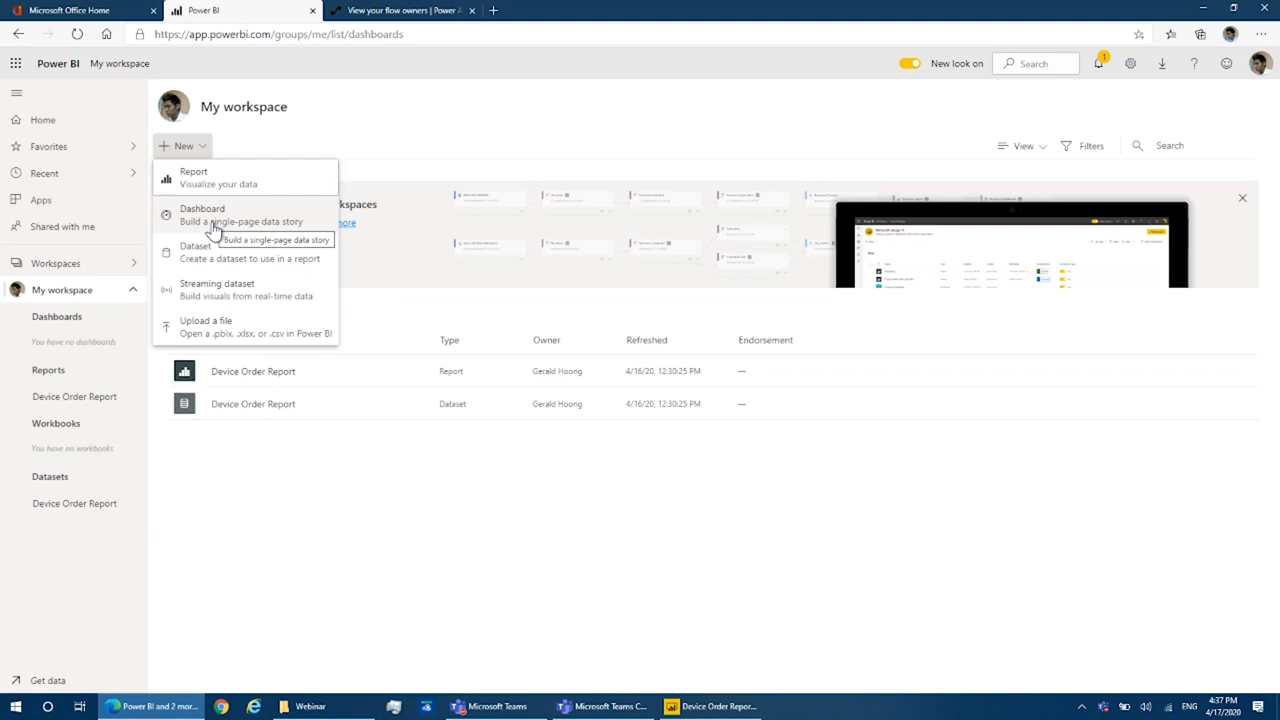 Microsoft Office Home
Power BI
View your flow owners | Power A
https://app.powerbi.com/groups/me/list/dashboards
Power BI My workspace
New look on
Search
1
My workspace
Home
Favorites
Recent
Apps
Shared with me
Workspaces
My workspace
Dashboards
You have no dashboards
Reports
Device Order Report
Workbooks
You have no workbooks
Datasets
Device Order Report
Get data
New
View
Filters
Search
Report
Visualize your data
Dashboard
Build a single-page data story
Build a single-page data story
Dataset
Create a dataset to use in a report
Streaming dataset
Build visuals from real-time data
Upload a file
Open a .pbix, .xlsx, or .csv in Power BI
kspaces
more
Type Owner Refreshed Endorsement
Device Order Report Report Gerald Hoong 4/16/20, 12:30:25 PM —
Device Order Report Dataset Gerald Hoong 4/16/20, 12:30:25 PM —
Power BI and 2 mor...
Webinar
Microsoft Teams
Microsoft Teams C...
Device Order Repor...
ENG
4:37 PM
4/17/2020